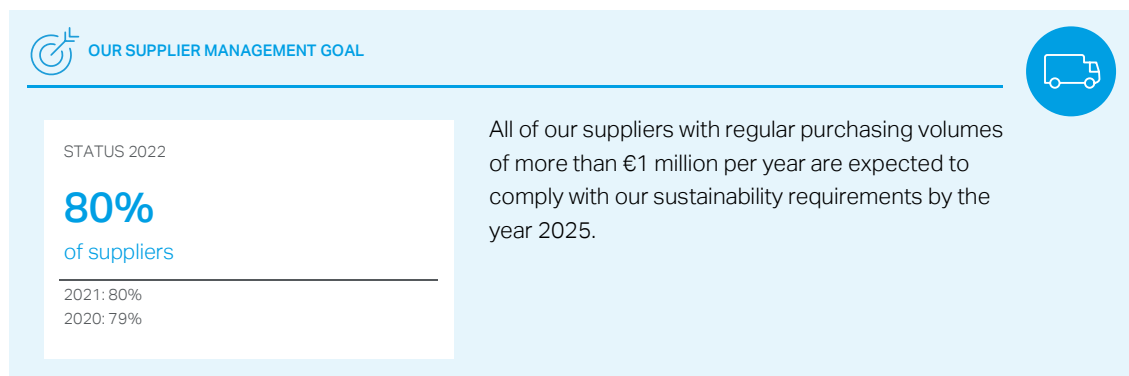 OUR SUPPLIER MANAGEMENT GOAL
STATUS 2022
80%
of suppliers
2021: 80%
2020: 79%
All of our suppliers with regular purchasing volumes
of more than €1 million per year are expected to
comply with our sustainability requirements by the
year 2025.